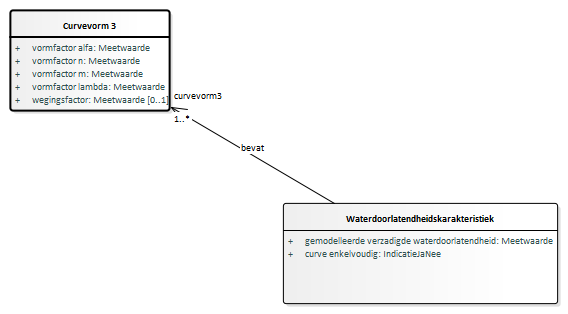 Curvevorm 3
+ vormfactor alfa: Meetwaarde
+ vormfactor n: Meetwaarde
+ vormfactor m: Meetwaarde
+ vormfactor lambda: Meetwaarde
+ wegingsfactor: Meetwaarde [0..1]
curvevorm3
1..*
bevat
Waterdoorlatendheidskarakteristiek
+ gemodelleerde verzadigde waterdoorlatendheid: Meetwaarde
+ curve enkelvoudig: IndicatieJaNee